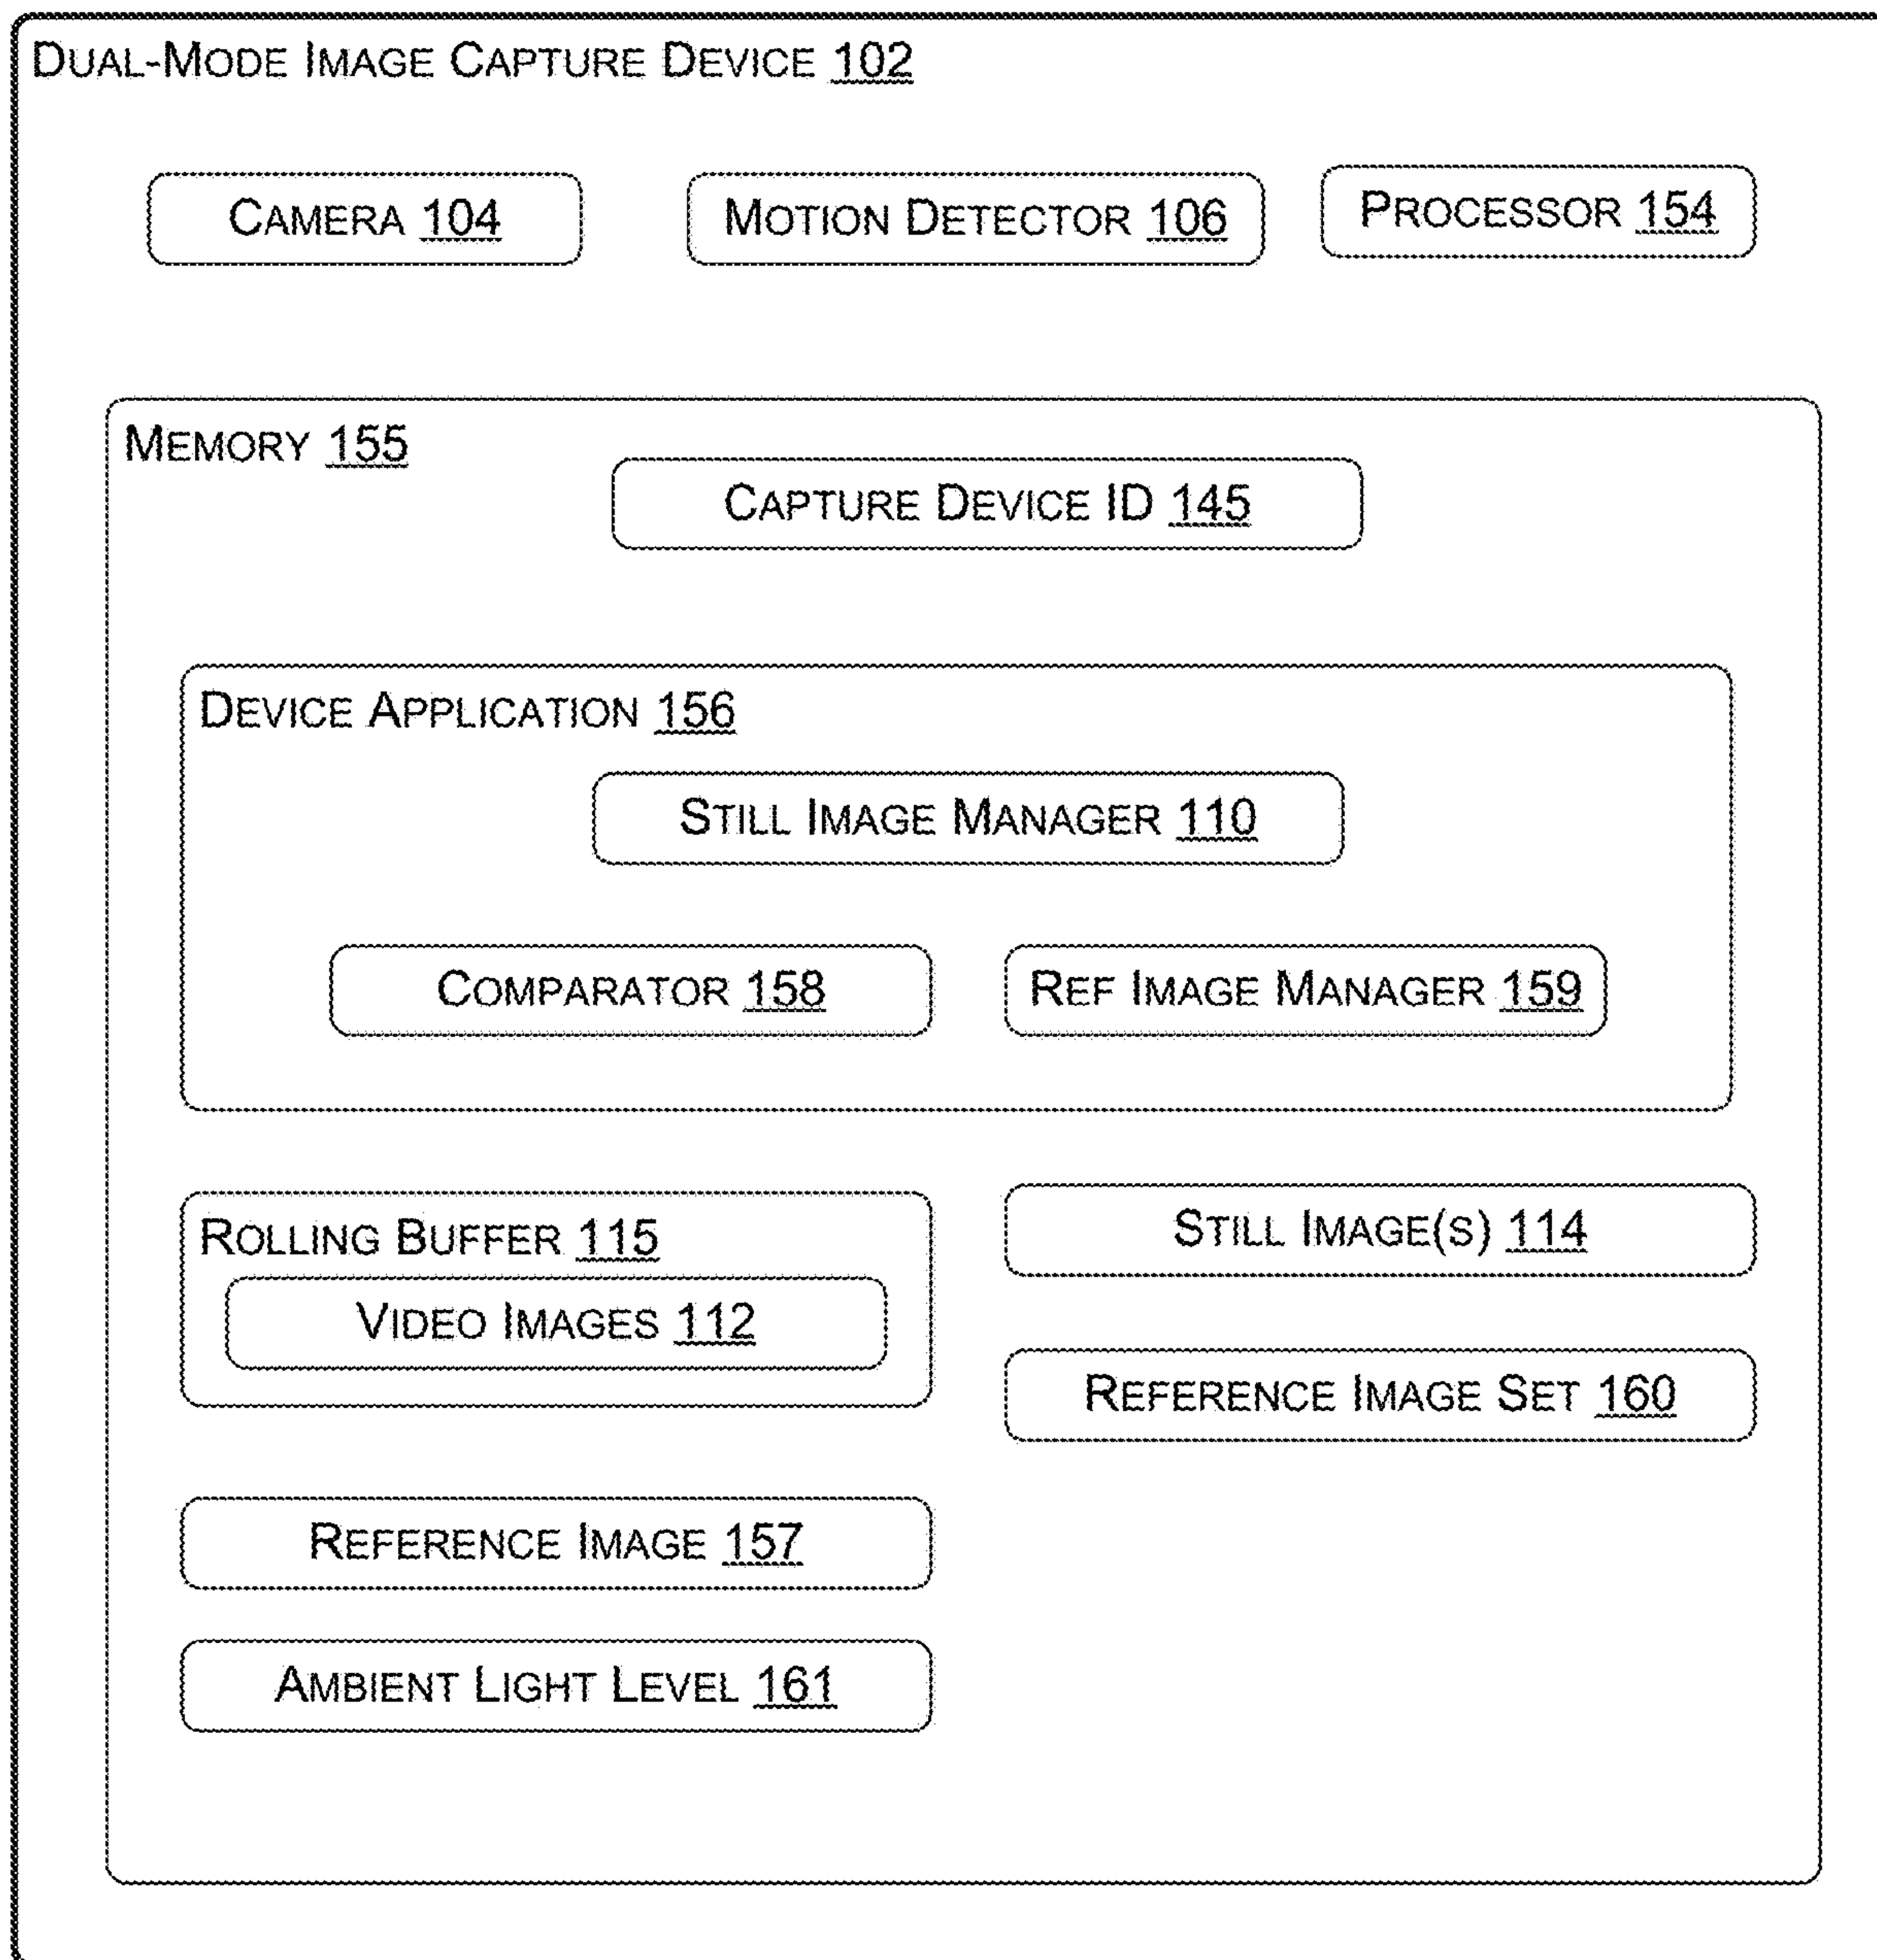 DUAL-MODE IMAGE CAPTURE DEVICE 102
CAMERA 104
MOTION DETECTOR 106
PROCESSOR 154
MEMORY 155
CAPTURE DEVICE ID 145
DEVICE APPLICATION 156
STILL IMAGE MANAGER 110
COMPARATOR 158
REF IMAGE MANAGER 159
ROLLING BUFFER 115
VIDEO IMAGES 112
STILL IMAGE(S) 114
REFERENCE IMAGE SET 160
REFERENCE IMAGE 157
AMBIENT LIGHT LEVEL 161